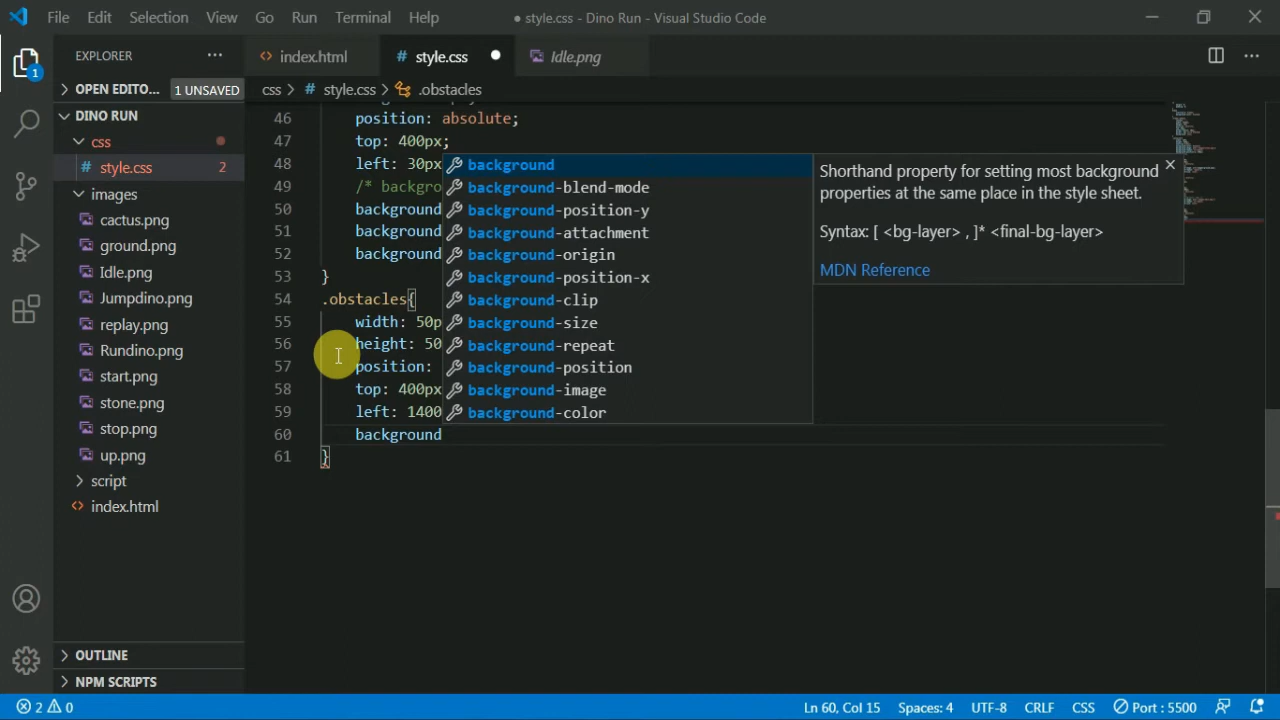 File Edit Selection View Go Run Terminal Help
● style.css - Dino Run - Visual Studio Code
EXPLORER
OPEN EDITO... 1 UNSAVED
DINO RUN
css
# style.css 2
images
cactus.png
ground.png
Idle.png
Jumpdino.png
replay.png
Rundino.png
start.png
stone.png
stop.png
up.png
script
<> index.html
OUTLINE
NPM SCRIPTS
1
<> index.html # style.css Idle.png
css > # style.css > .obstacles
46 position: absolute;
47 top: 400px;
48 left: 30px
49 /* backgro
50 background
51 background
52 background
53 }
54 .obstacles{
55 width: 50p
56 height: 50
57 position:
58 top: 400px
59 left: 1400
60 background
61 }
background
background-blend-mode
background-position-y
background-attachment
background-origin
background-position-x
background-clip
background-size
background-repeat
background-position
background-image
background-color
Shorthand property for setting most background
properties at the same place in the style sheet.
Syntax: [ <bg-layer> , ]* <final-bg-layer>
MDN Reference
2 0 Ln 60, Col 15 Spaces: 4 UTF-8 CRLF CSS Port : 5500